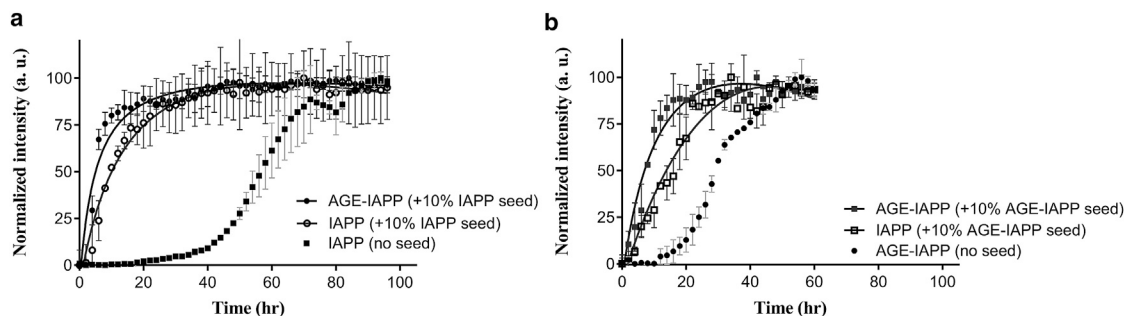 a
Normalized intensity (a. u.)
100
75
50
25
0
0 20 40 60 80 100
Time (hr)
AGE-IAPP (+10% IAPP seed)
IAPP (+10% IAPP seed)
IAPP (no seed)
b
Normalized intensity (a. u.)
100
75
50
25
0
0 20 40 60 80 100
Time (hr)
AGE-IAPP (+10% AGE-IAPP seed)
IAPP (+10% AGE-IAPP seed)
AGE-IAPP (no seed)